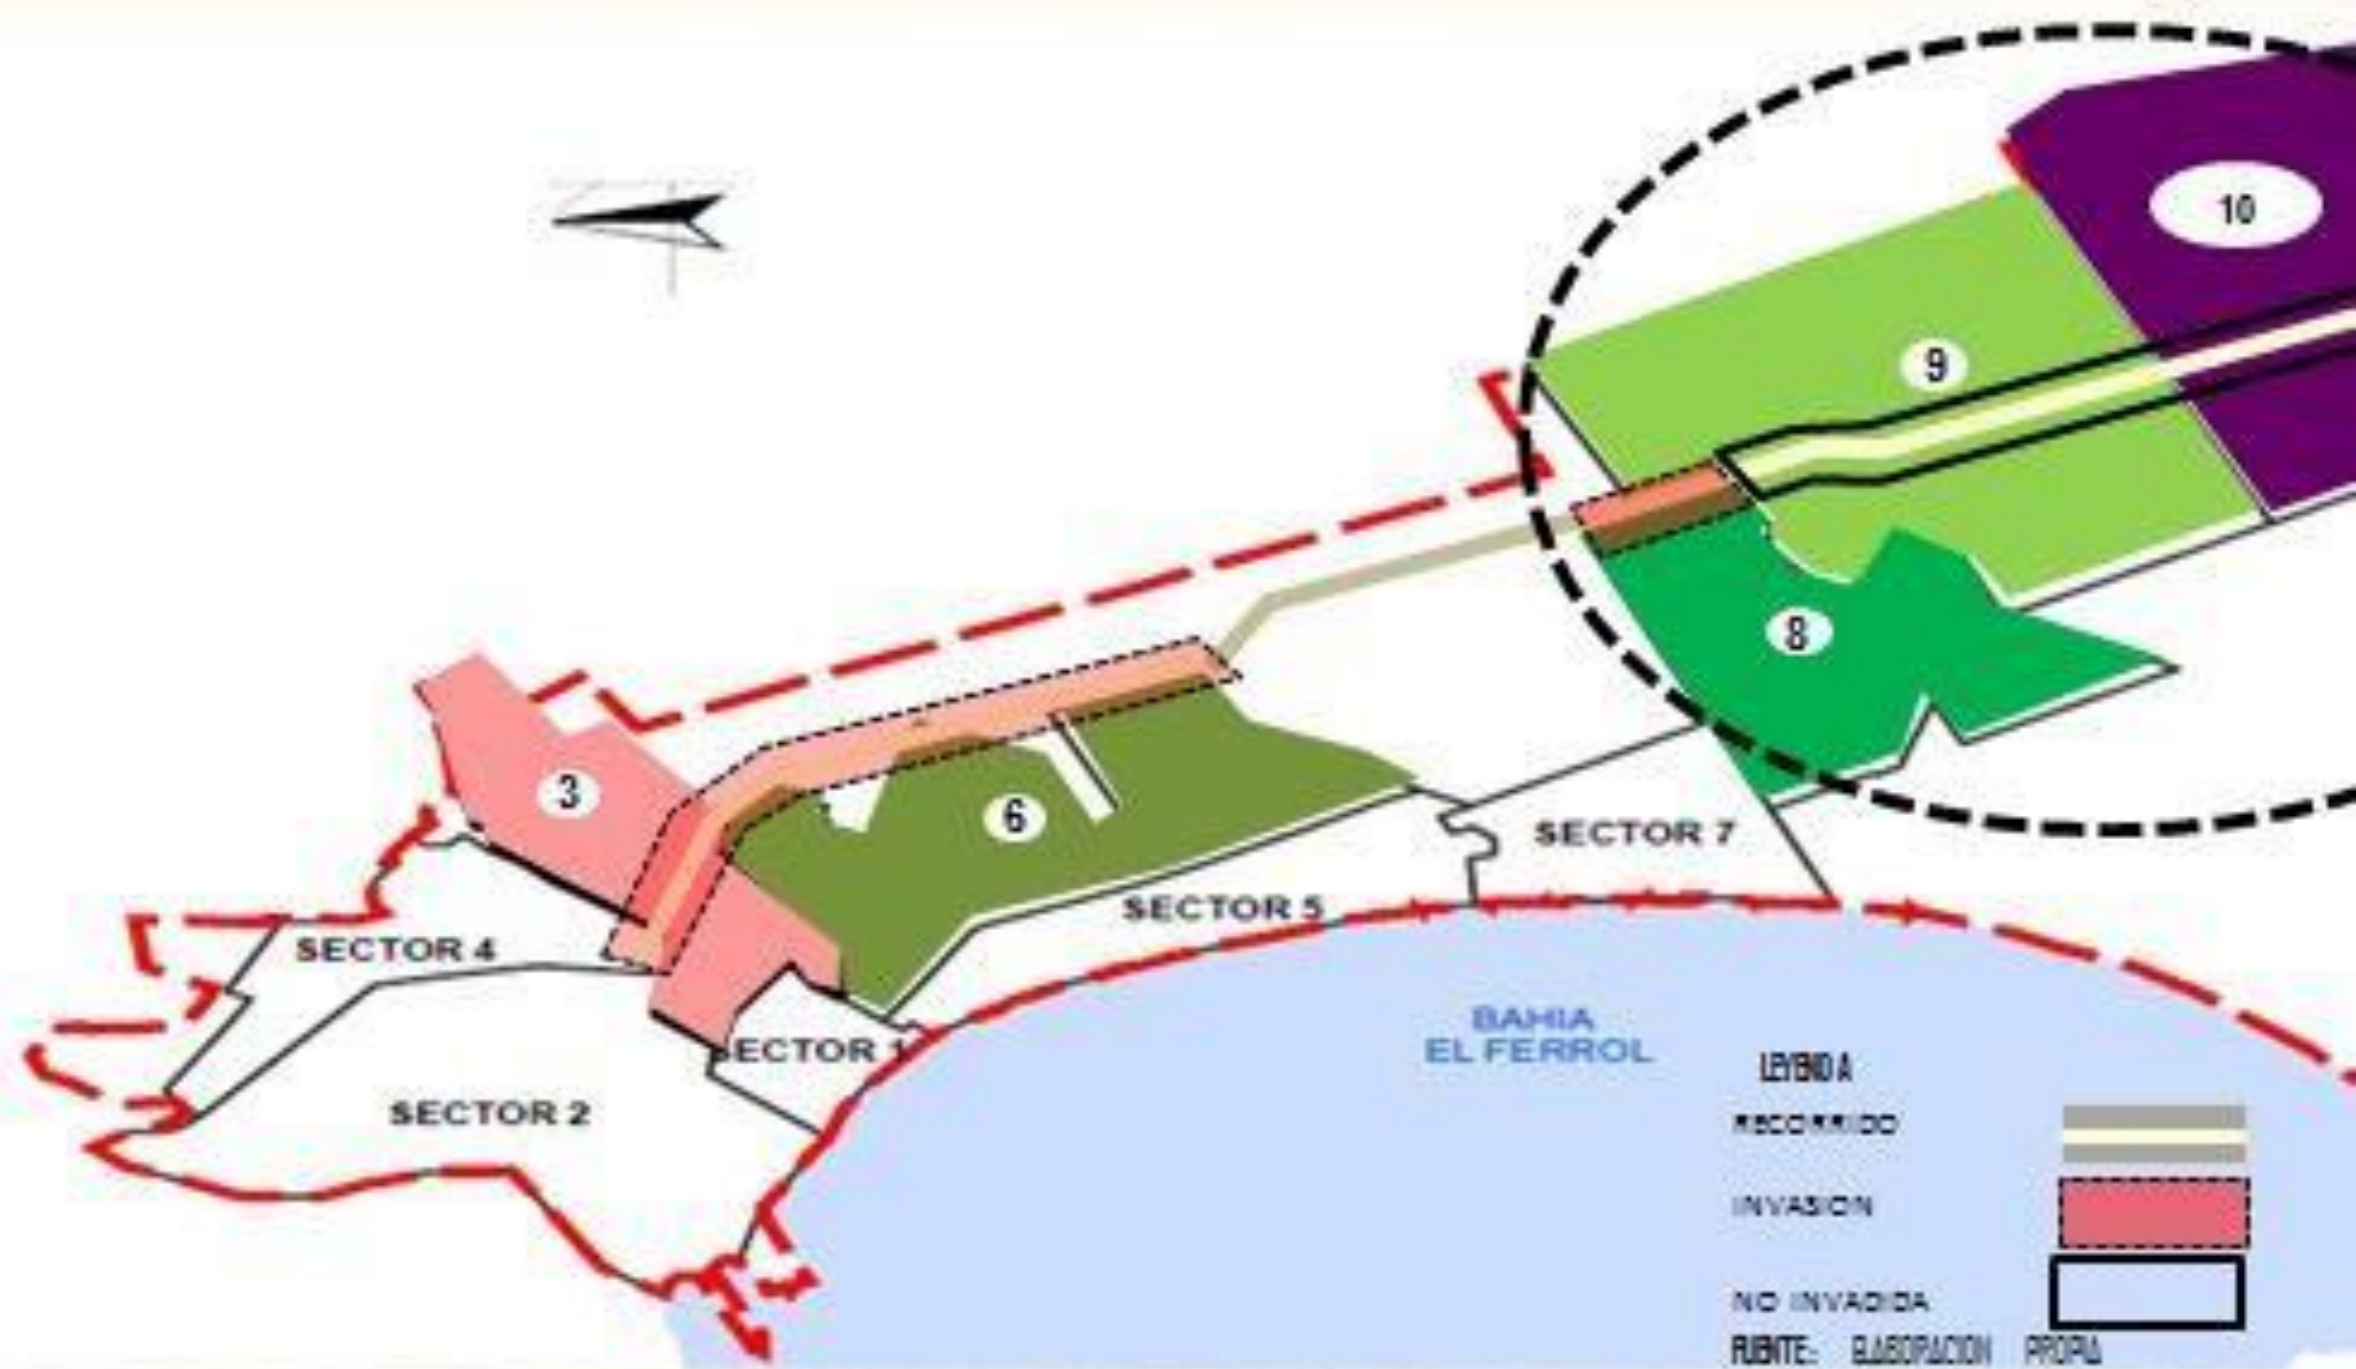 10
9
8
3
6
SECTOR 7
SECTOR 5
SECTOR 4
SECTOR 1
SECTOR 2
BAHIA
EL FERROL
LEYENDA
RECORRIDO
INVASION
NO INVADIDA
FUENTE: ELABORACION PROPIA